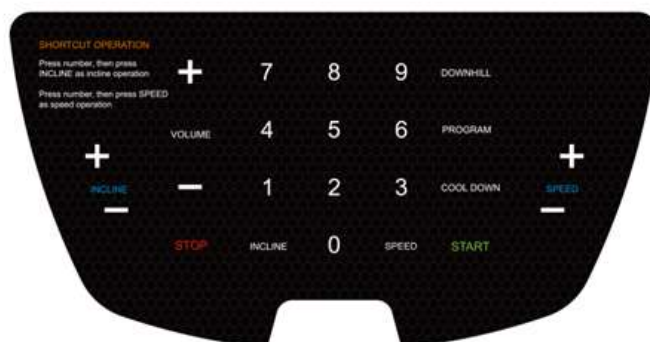 SHORTCUT OPERATION
Press number, then press
INCLINE as incline operation
Press number, then press SPEED
as speed operation
+ 7 8 9 DOWNHILL
VOLUME 4 5 6 PROGRAM
+ +
INCLINE − 1 2 3 COOL DOWN SPEED
− −
STOP INCLINE 0 SPEED START